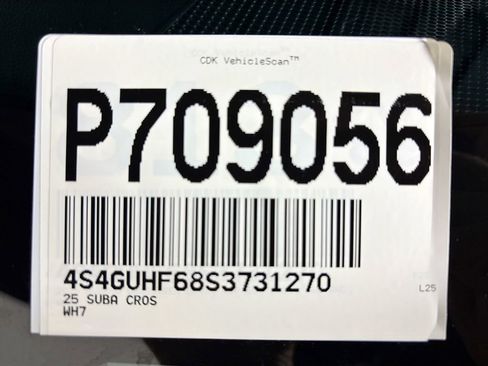 CDK VehicleScan™
P709056
4S4GUHF68S3731270
25 SUBA CROS
WH7
L25